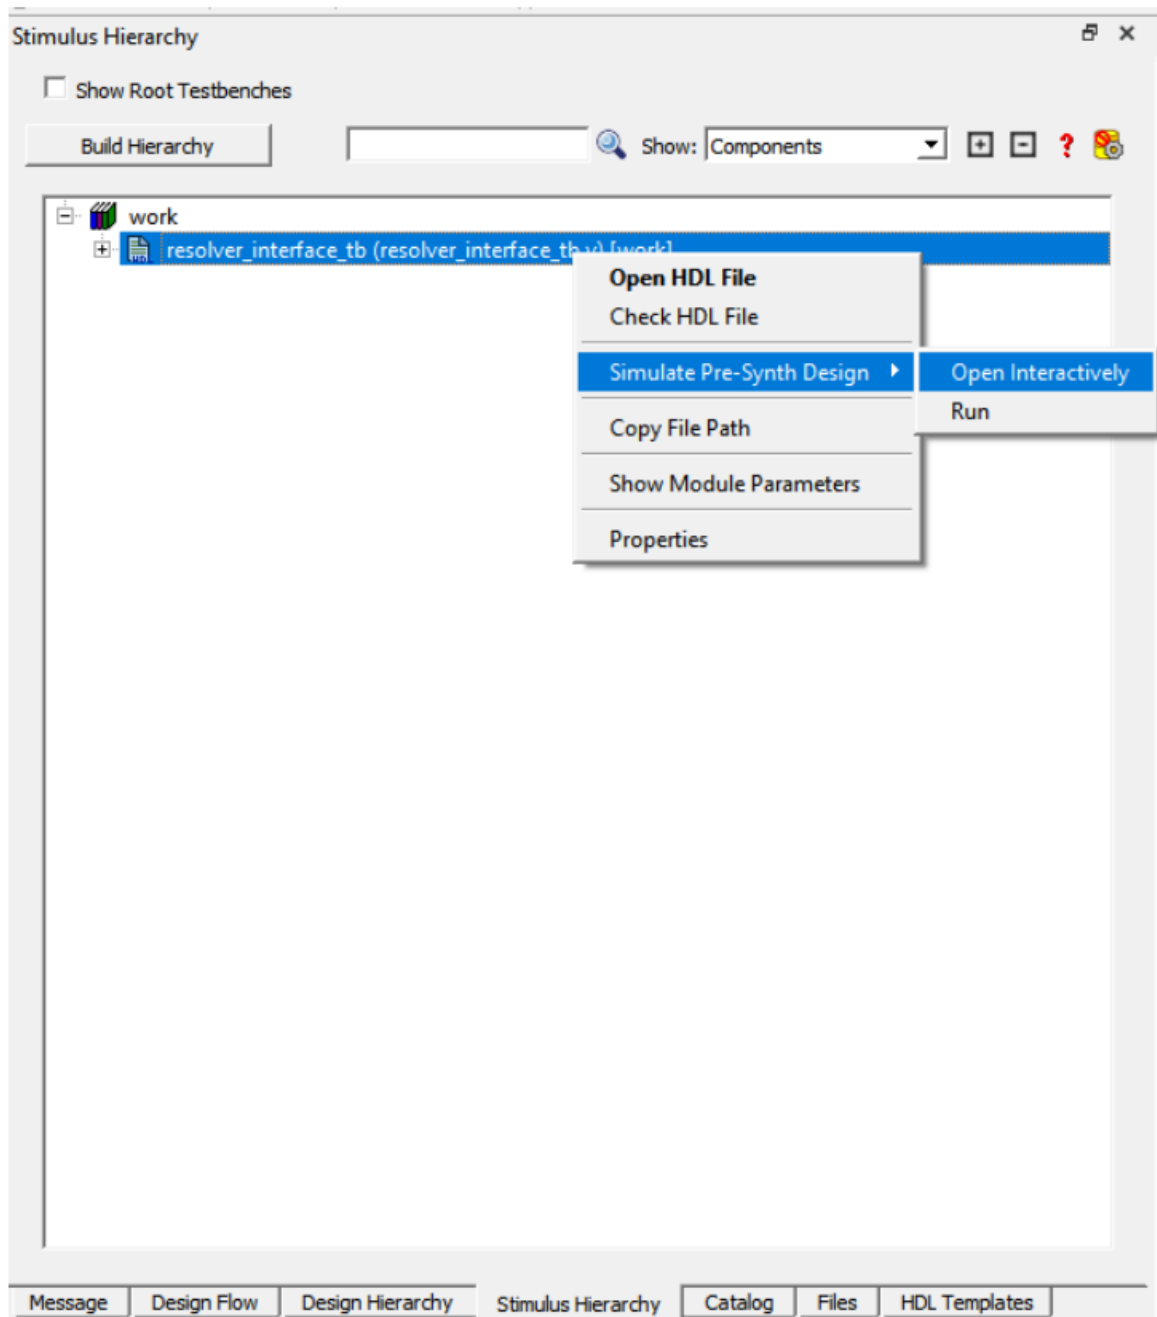 Stimulus Hierarchy
Show Root Testbenches
Build Hierarchy
Show: Components
work
resolver_interface_tb (resolver_interface_tb.v) [work]
Open HDL File
Check HDL File
Simulate Pre-Synth Design
Open Interactively
Run
Copy File Path
Show Module Parameters
Properties
Message Design Flow Design Hierarchy Stimulus Hierarchy Catalog Files HDL Templates